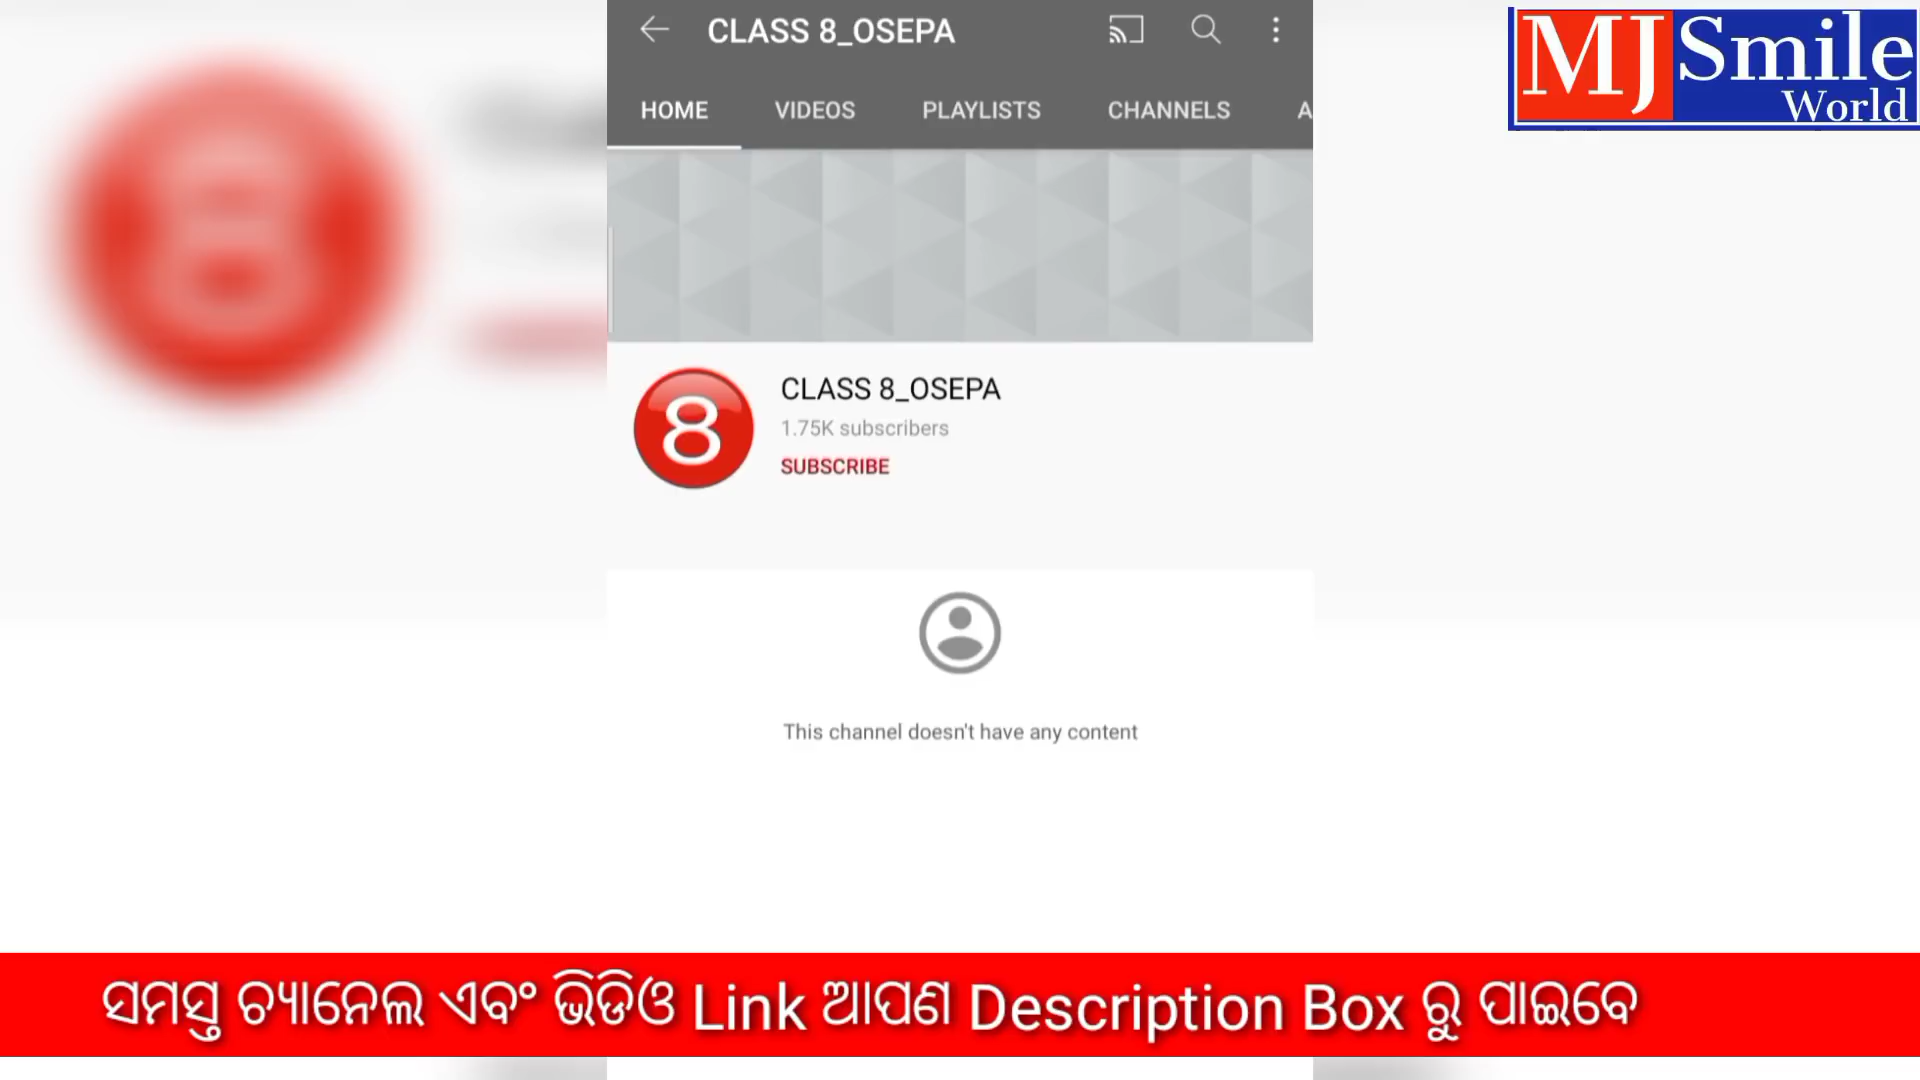 CLASS 8_OSEPA
MJ Smile
World
HOME VIDEOS PLAYLISTS CHANNELS A
8
CLASS 8_OSEPA
1.75K subscribers
SUBSCRIBE
This channel doesn't have any content
ସମସ୍ତ ଚ୍ୟାନେଲ ଏବଂ ଭିଡିଓ Link ଆପଣ Description Box ରୁ ପାଇବେ